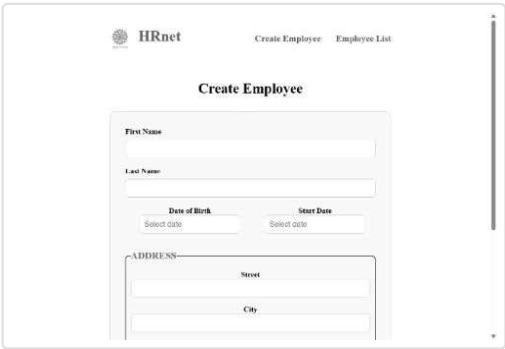 HRnet
Create Employee Employee List
Create Employee
First Name
Last Name
Date of Birth Start Date
Select date Select date
ADDRESS
Street
City